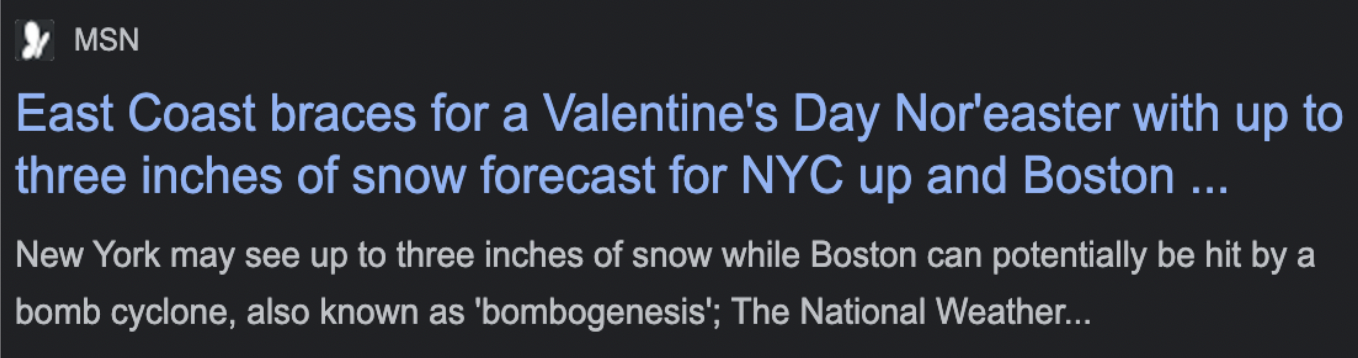 MSN
East Coast braces for a Valentine's Day Nor'easter with up to
three inches of snow forecast for NYC up and Boston ...
New York may see up to three inches of snow while Boston can potentially be hit by a
bomb cyclone, also known as 'bombogenesis'; The National Weather...